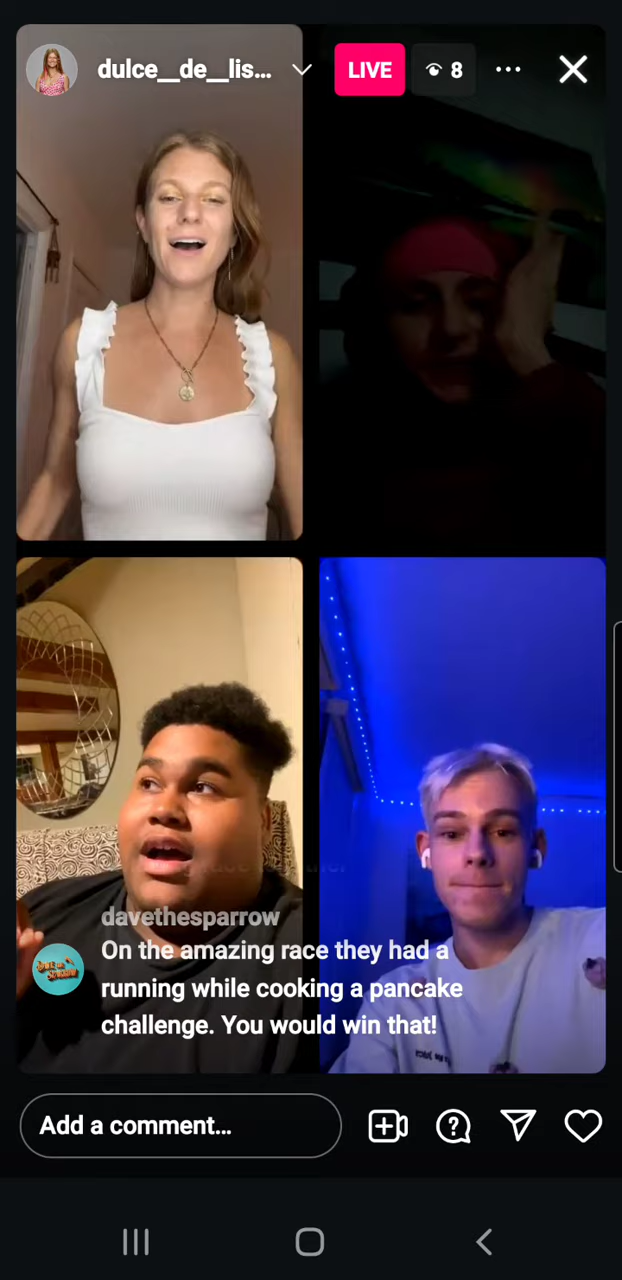 dulce__de__lis...
LIVE
8
davethesparrow
On the amazing race they had a
running while cooking a pancake
challenge. You would win that!
Add a comment...